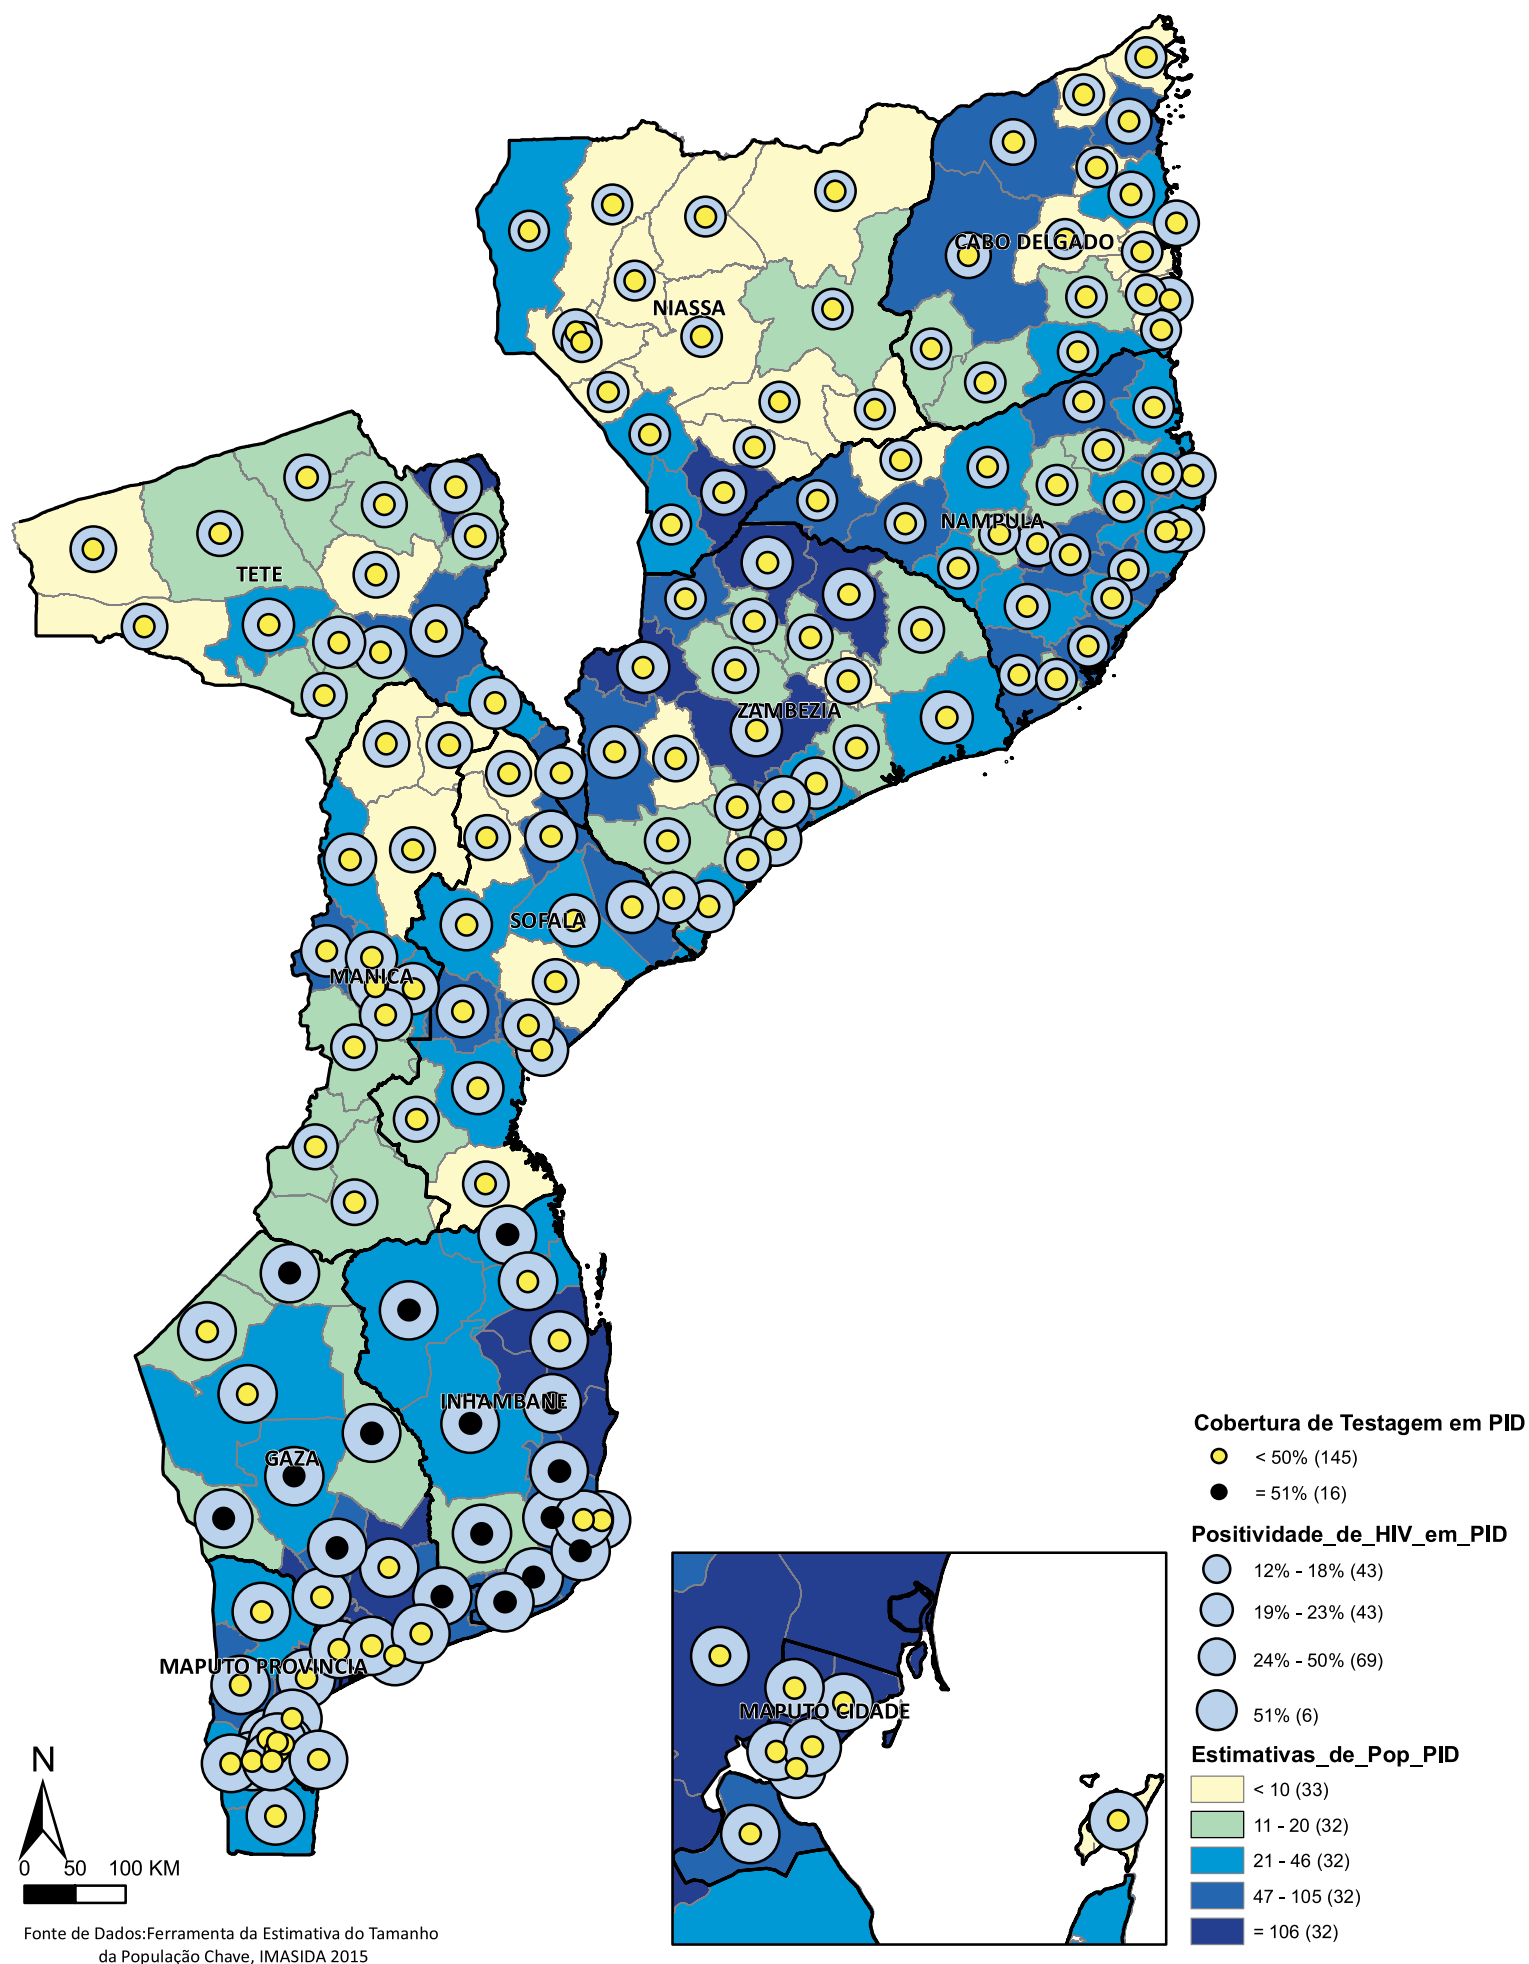 CABO DELGADO
NIASSA
NAMPULA
TETE
ZAMBEZIA
SOFALA
MANICA
INHAMBANE
GAZA
MAPUTO PROVINCIA
MAPUTO CIDADE
N
0 50 100 KM
Fonte de Dados:Ferramenta da Estimativa do Tamanho
da População Chave, IMASIDA 2015
Cobertura de Testagem em PID
< 50% (145)
= 51% (16)
Positividade_de_HIV_em_PID
12% - 18% (43)
19% - 23% (43)
24% - 50% (69)
51% (6)
Estimativas_de_Pop_PID
< 10 (33)
11 - 20 (32)
21 - 46 (32)
47 - 105 (32)
= 106 (32)